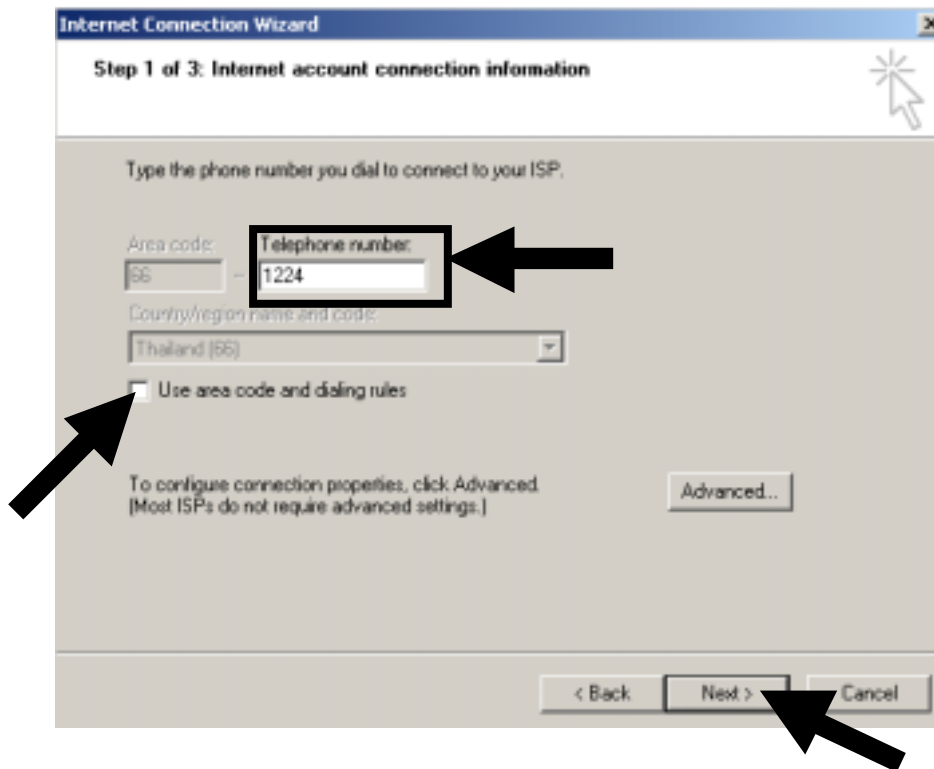 Internet Connection Wizard
Step 1 of 3: Internet account connection information
Type the phone number you dial to connect to your ISP.
Area code: Telephone number:
66 - 1224
Country/region name and code:
Thailand (66)
Use area code and dialing rules
To configure connection properties, click Advanced.
(Most ISPs do not require advanced settings.)
Advanced...
< Back Next > Cancel